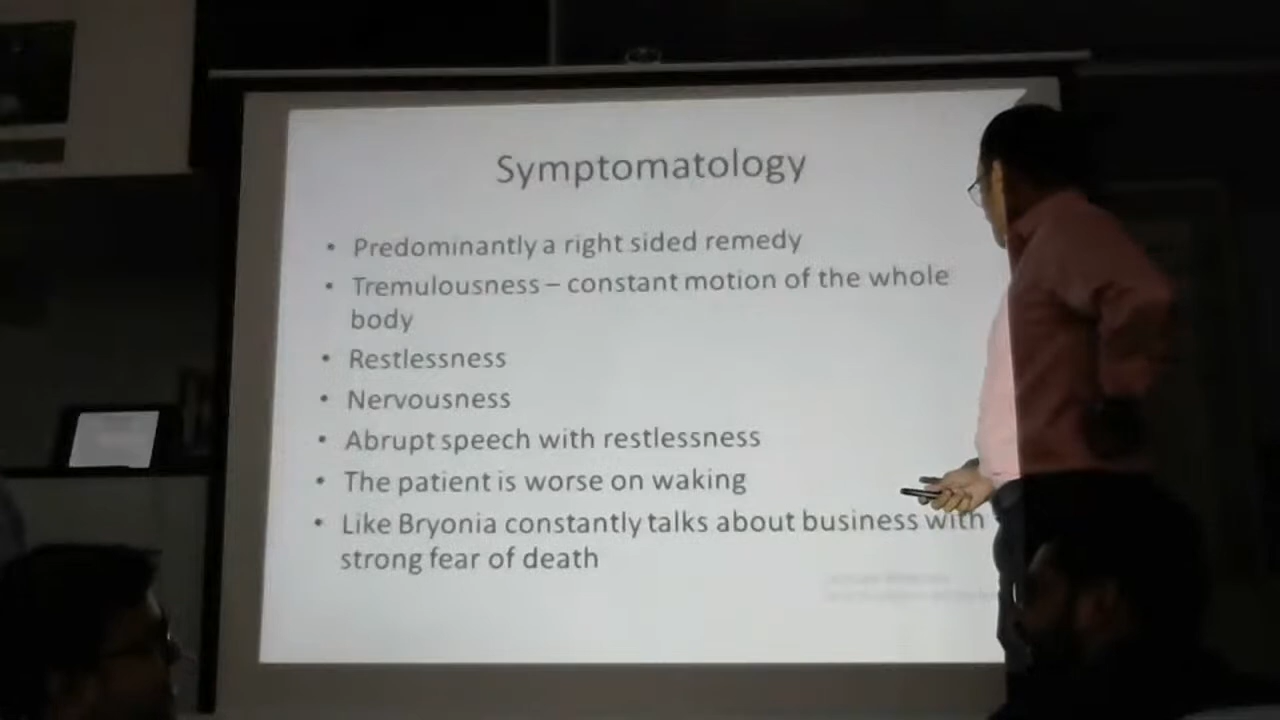 Symptomatology
• Predominantly a right sided remedy
• Tremulousness – constant motion of the whole
body
• Restlessness
• Nervousness
• Abrupt speech with restlessness
• The patient is worse on waking
• Like Bryonia constantly talks about business with
strong fear of death